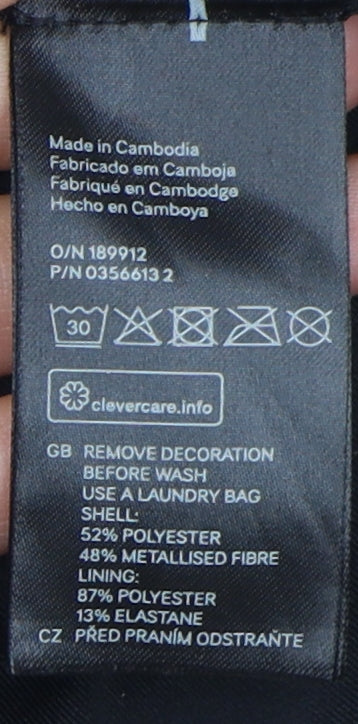 Made in Cambodia
Fabricado em Camboja
Fabriqué en Cambodge
Hecho en Camboya
O/N 189912
P/N 0356613 2
30
clevercare.info
GB REMOVE DECORATION
BEFORE WASH
USE A LAUNDRY BAG
SHELL:
52% POLYESTER
48% METALLISED FIBRE
LINING:
87% POLYESTER
13% ELASTANE
CZ PŘED PRANÍM ODSTRAŇTE